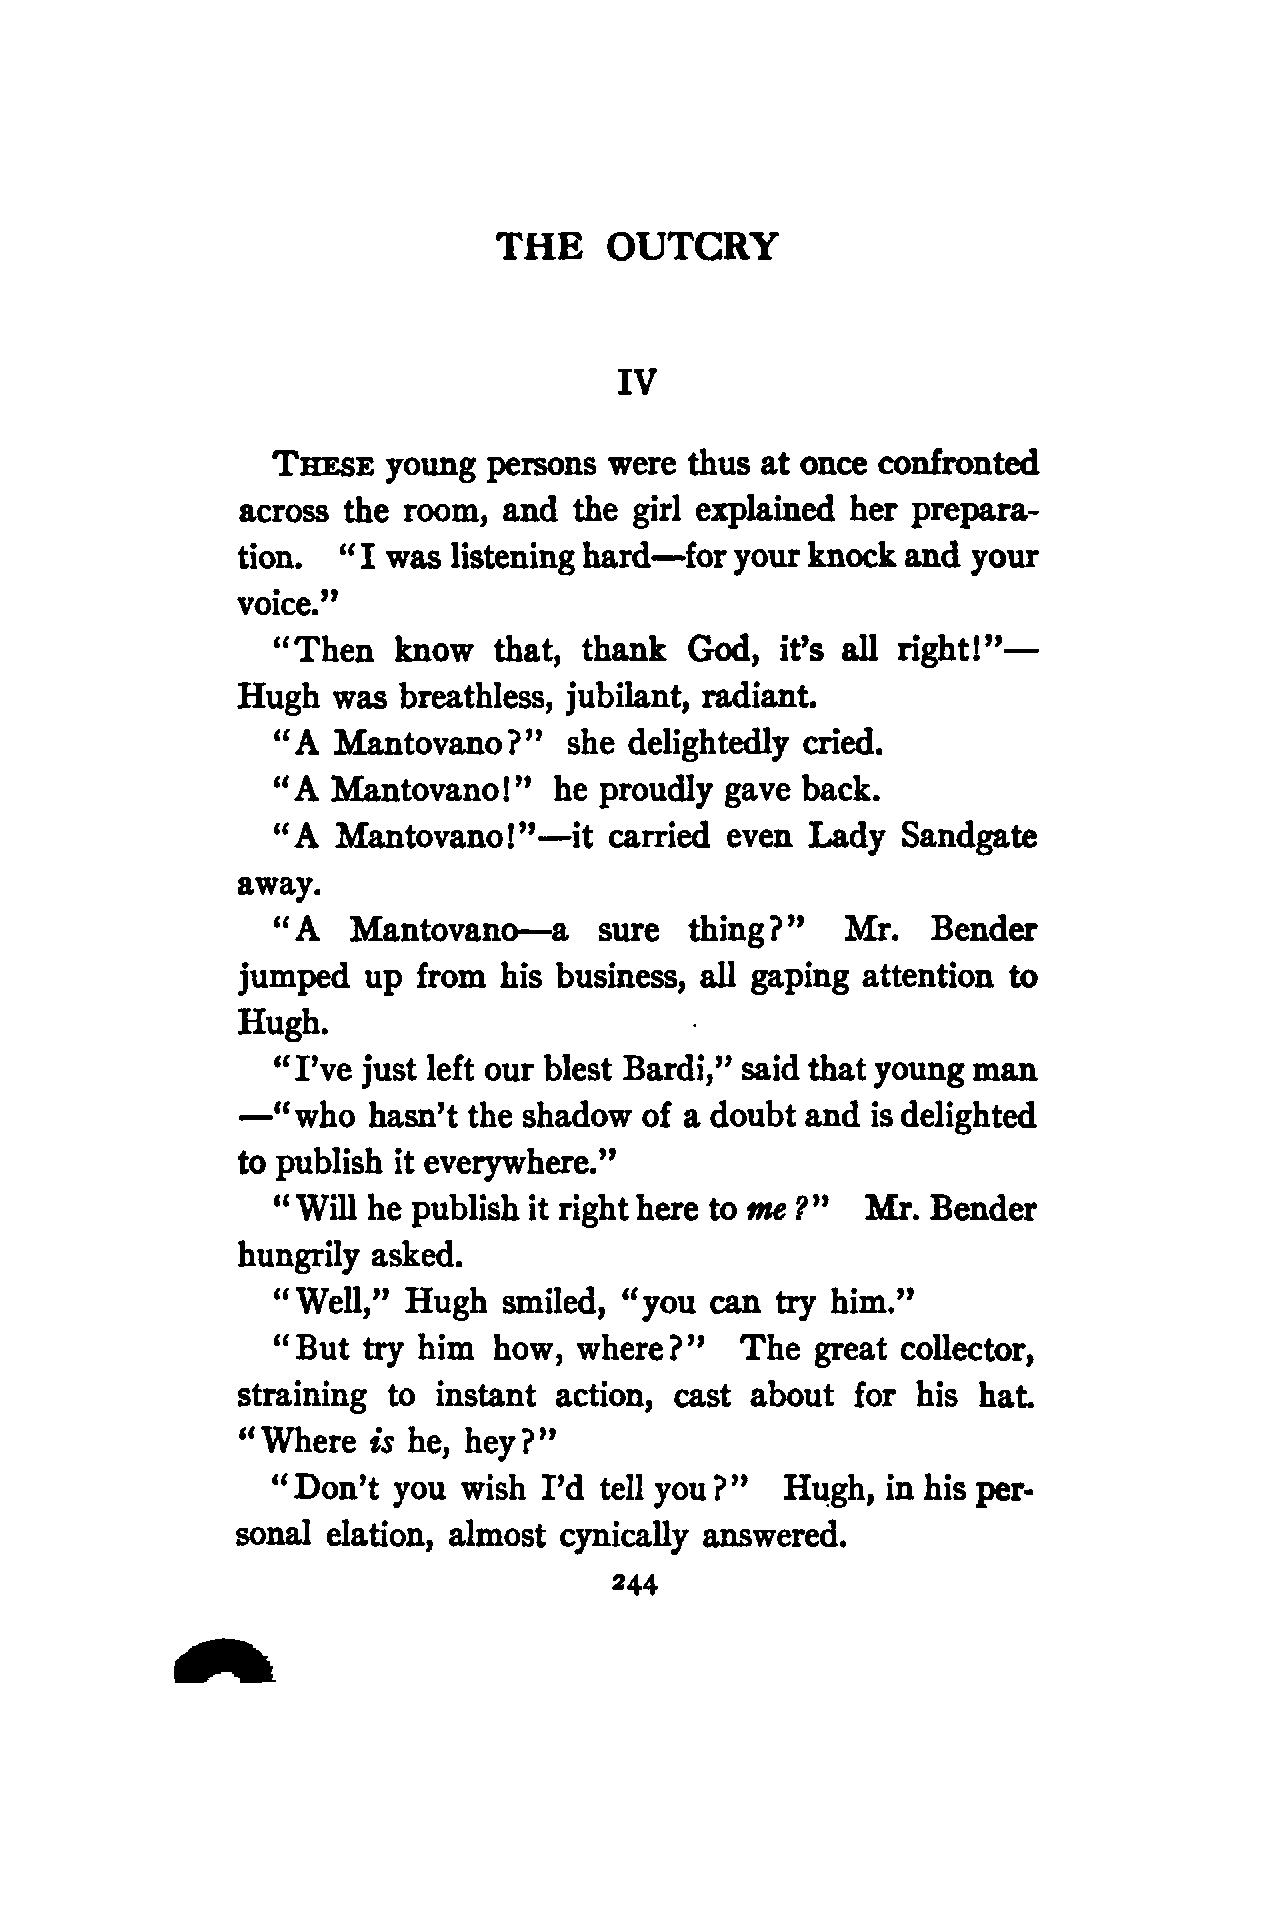 THE OUTCRY
IV
These young persons were thus at once confronted
across the room, and the girl explained her prepara-
tion. "I was listening hard—for your knock and your
voice."
"Then know that, thank God, it's all right!"—
Hugh was breathless, jubilant, radiant.
"A Mantovano?" she delightedly cried.
"A Mantovano!" he proudly gave back.
"A Mantovano!"—it carried even Lady Sandgate
away.
"A Mantovano—a sure thing?" Mr. Bender
jumped up from his business, all gaping attention to
Hugh.
"I've just left our blest Bardi," said that young man
—"who hasn't the shadow of a doubt and is delighted
to publish it everywhere."
"Will he publish it right here to me?" Mr. Bender
hungrily asked.
"Well," Hugh smiled, "you can try him."
"But try him how, where?" The great collector,
straining to instant action, cast about for his hat.
"Where is he, hey?"
"Don't you wish I'd tell you?" Hugh, in his per-
sonal elation, almost cynically answered.
244